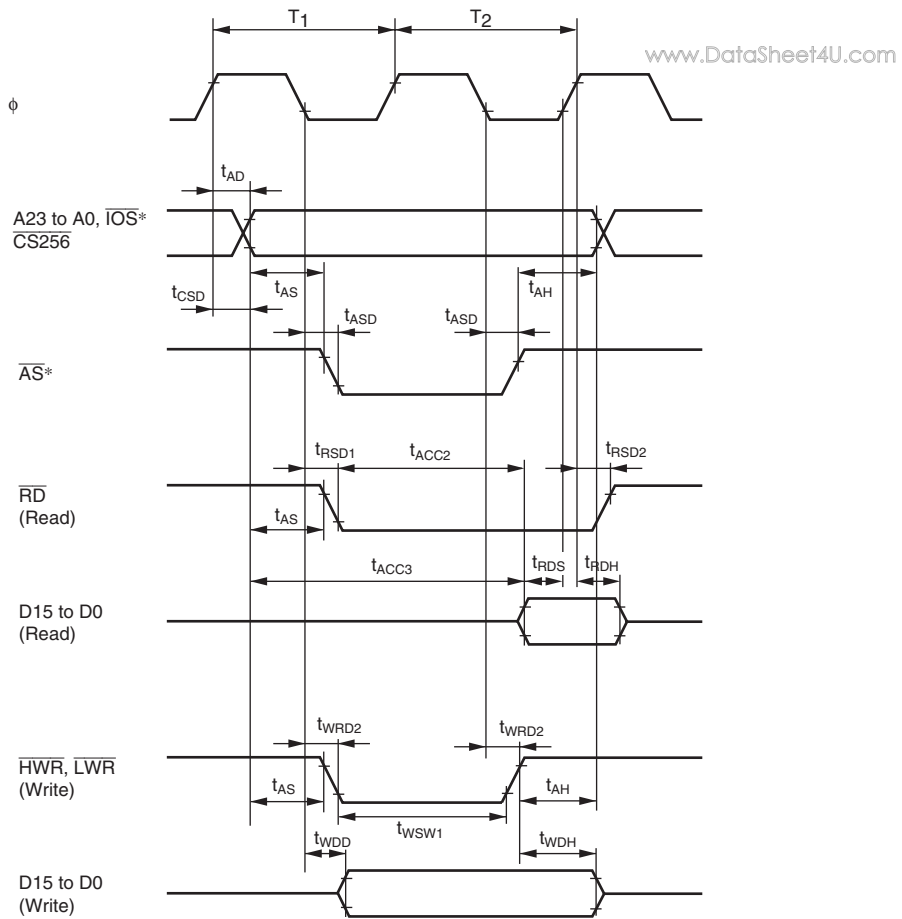 T1 T2
www.DataSheet4U.com
ϕ
tAD
A23 to A0, IOS*
CS256
tCSD tAS tAH
tASD tASD
AS*
tRSD1 tACC2 tRSD2
RD
(Read)
tAS
tACC3 tRDS tRDH
D15 to D0
(Read)
tWRD2 tWRD2
HWR, LWR
(Write)
tAS tAH
tWSW1
tWDD tWDH
D15 to D0
(Write)